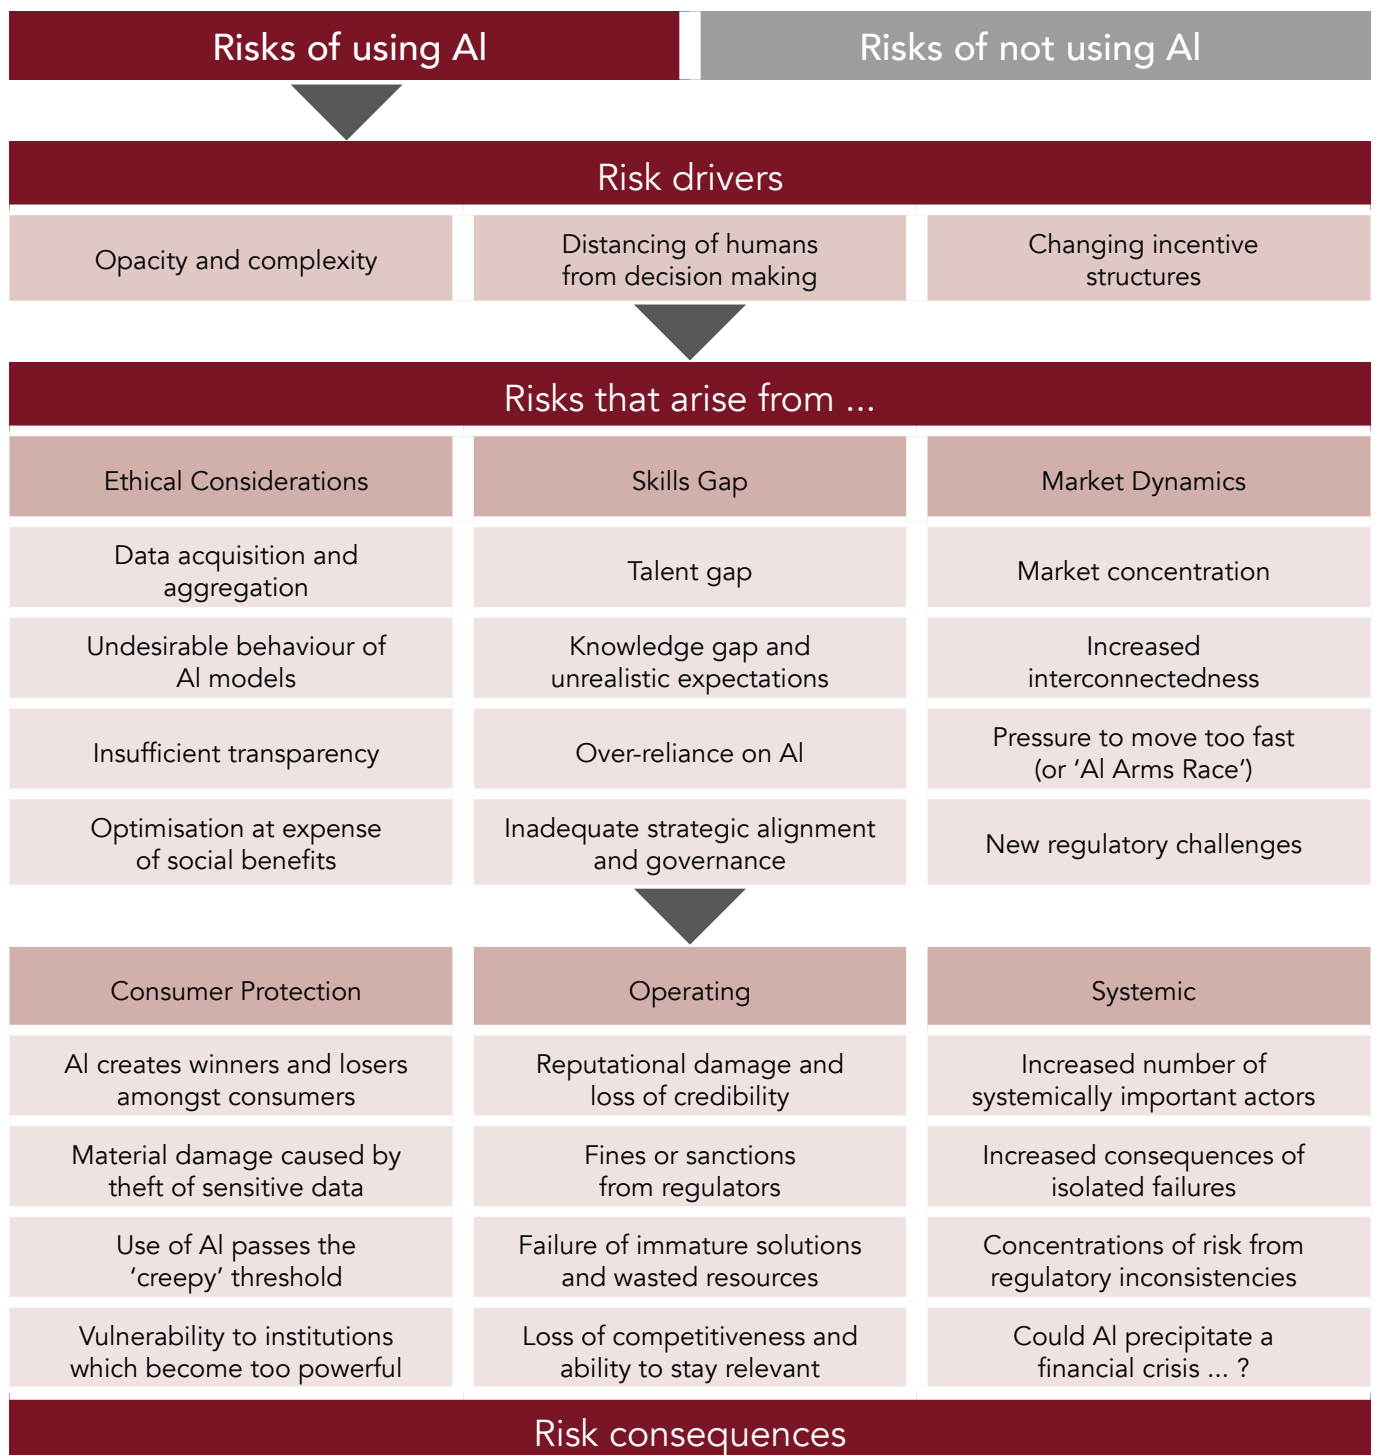 Risks of using AI
Risks of not using AI
Risk drivers
Opacity and complexity
Distancing of humans
from decision making
Changing incentive
structures
Risks that arise from ...
Ethical Considerations
Skills Gap
Market Dynamics
Data acquisition and
aggregation
Talent gap
Market concentration
Undesirable behaviour of
AI models
Knowledge gap and
unrealistic expectations
Increased
interconnectedness
Insufficient transparency
Over-reliance on AI
Pressure to move too fast
(or ‘AI Arms Race’)
Optimisation at expense
of social benefits
Inadequate strategic alignment
and governance
New regulatory challenges
Consumer Protection
Operating
Systemic
AI creates winners and losers
amongst consumers
Reputational damage and
loss of credibility
Increased number of
systemically important actors
Material damage caused by
theft of sensitive data
Fines or sanctions
from regulators
Increased consequences of
isolated failures
Use of AI passes the
‘creepy’ threshold
Failure of immature solutions
and wasted resources
Concentrations of risk from
regulatory inconsistencies
Vulnerability to institutions
which become too powerful
Loss of competitiveness and
ability to stay relevant
Could AI precipitate a
financial crisis ... ?
Risk consequences